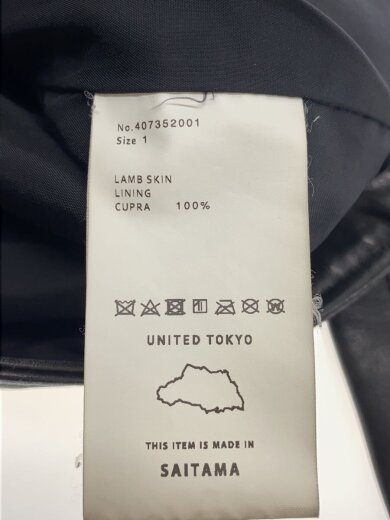 No.407352001
Size 1
LAMB SKIN
LINING
CUPRA 100%
UNITED TOKYO
THIS ITEM IS MADE IN
SAITAMA